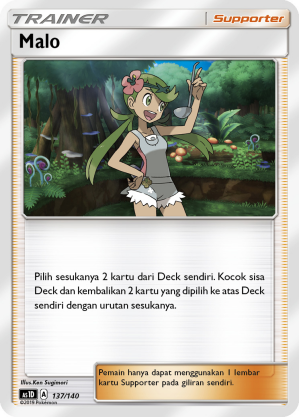 TRAINER
Supporter
Malo
Pilih sesukanya 2 kartu dari Deck sendiri. Kocok sisa
Deck dan kembalikan 2 kartu yang dipilih ke atas Deck
sendiri dengan urutan sesukanya.
Pemain hanya dapat menggunakan 1 lembar
kartu Supporter pada giliran sendiri.
Illus.Ken Sugimori
AS1D A 137/140
©2019 Pokémon